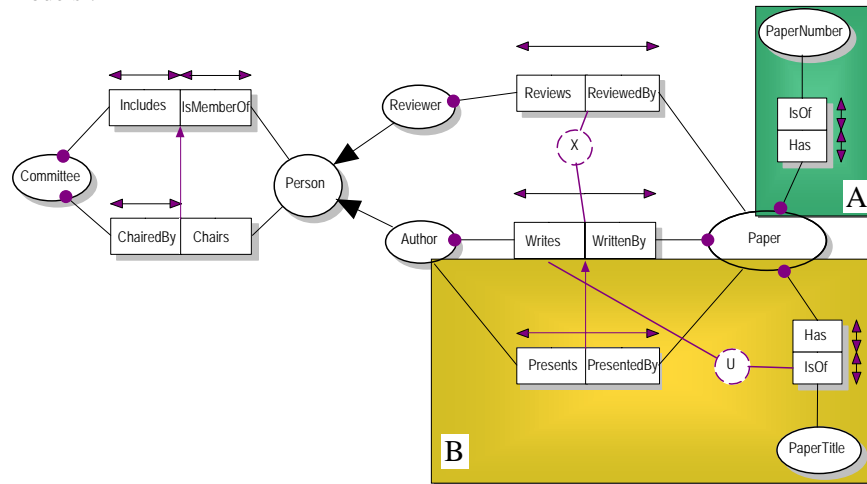 PaperNumber
Includes IsMemberOf
Reviewer
Reviews ReviewedBy
IsOf
Has
X
Committee
Person
A
ChairedBy Chairs
Author
Writes WrittenBy
Paper
Has
Presents PresentedBy
U
IsOf
B
PaperTitle